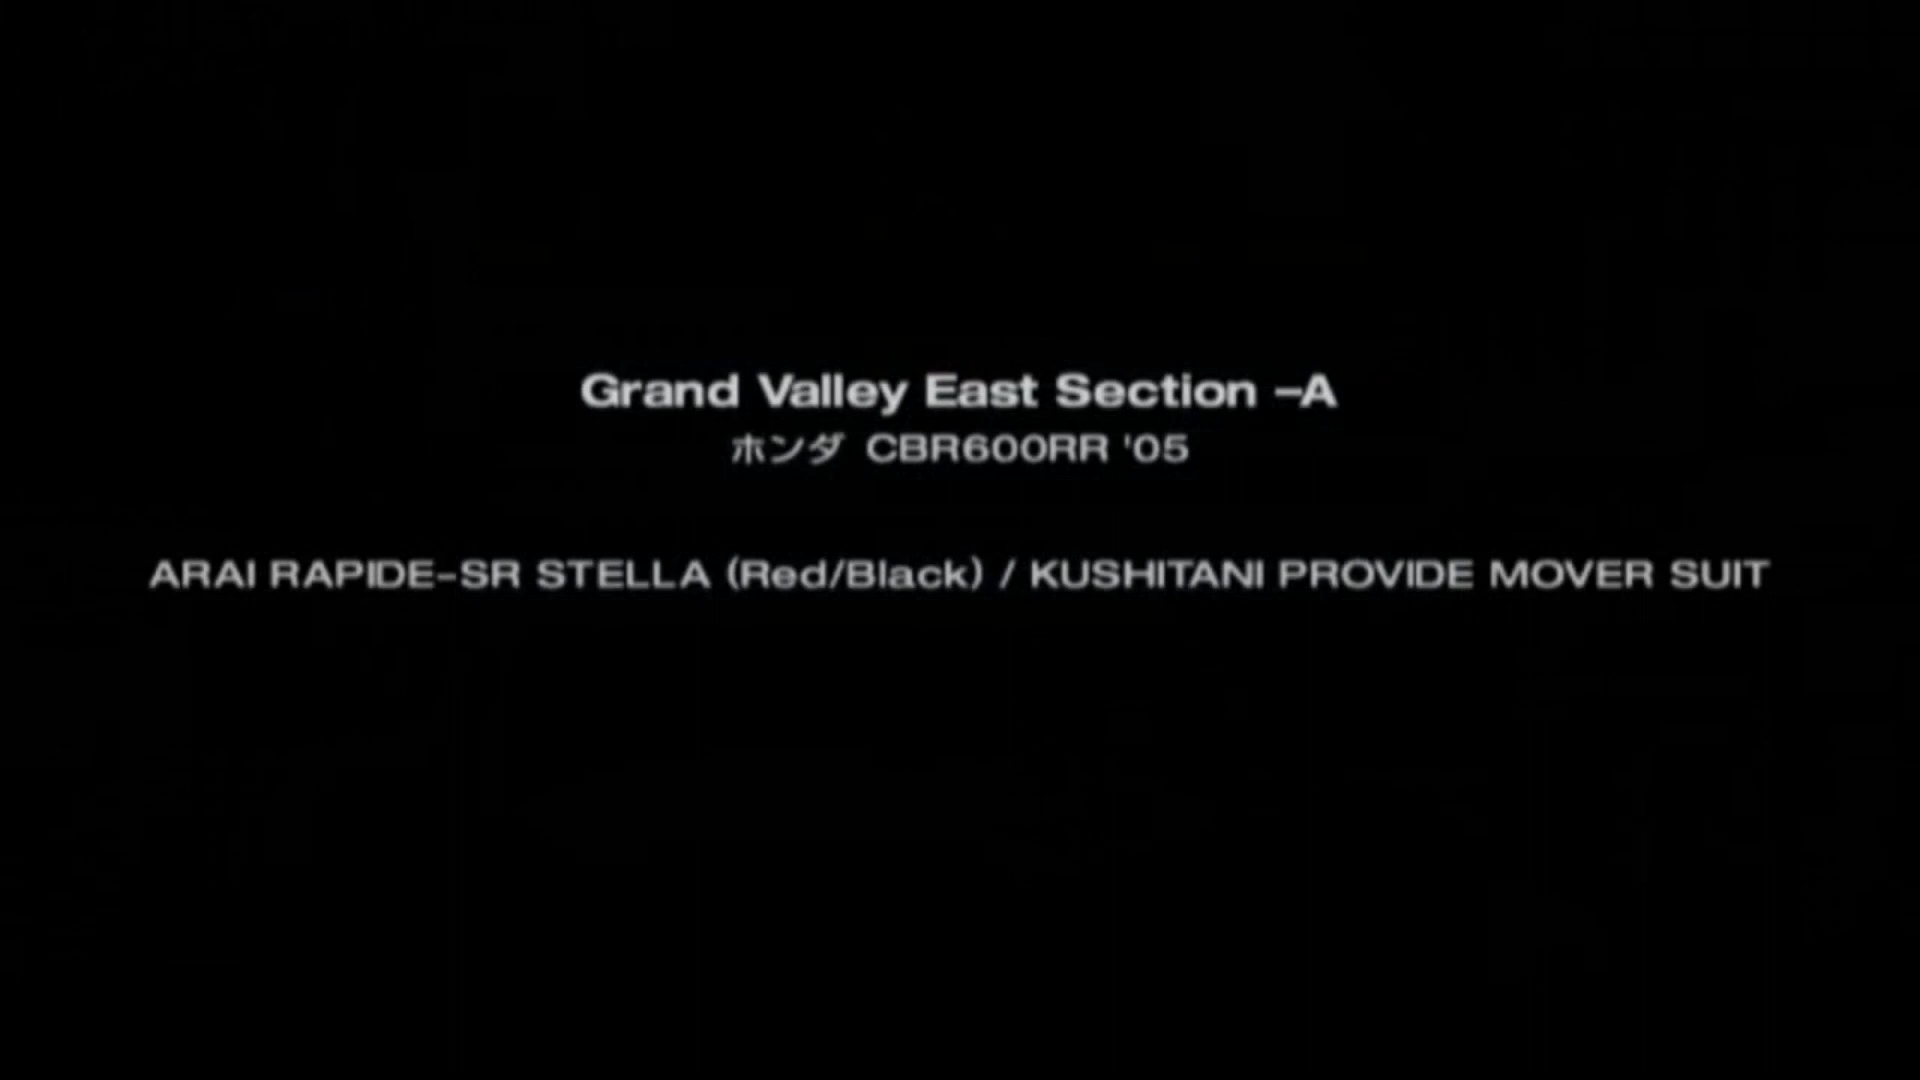 Grand Valley East Section –A
ホンダ CBR600RR '05
ARAI RAPIDE–SR STELLA (Red/Black) / KUSHITANI PROVIDE MOVER SUIT